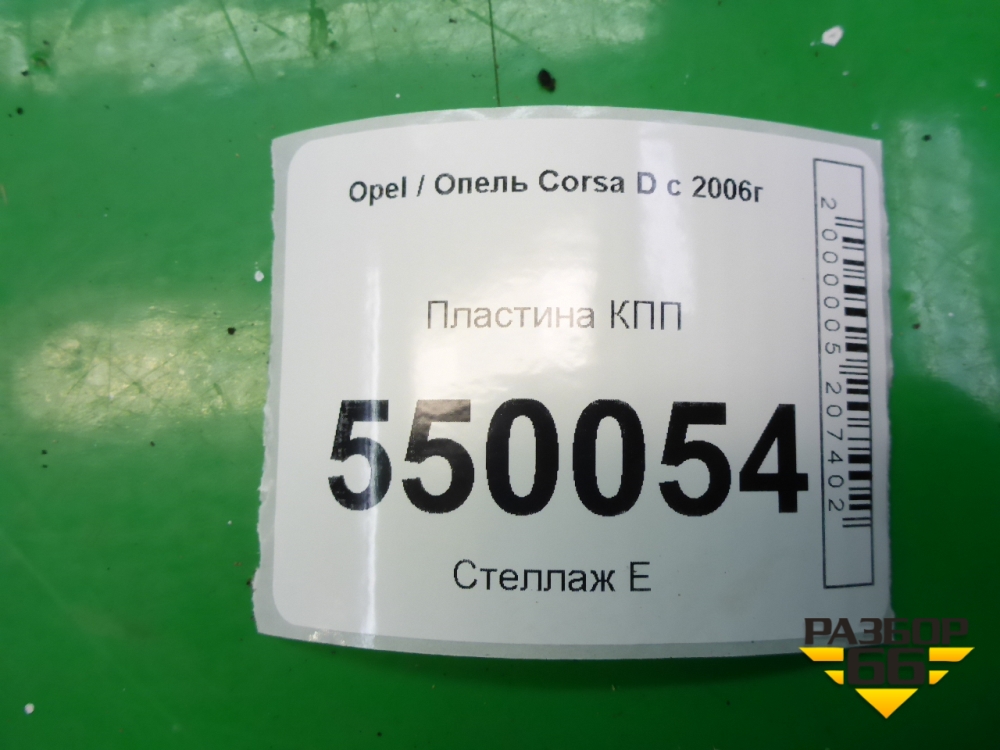 Opel / Опель Corsa D с 2006г
Пластина КПП
550054
Стеллаж Е
2000005207402
РАЗБОР
66